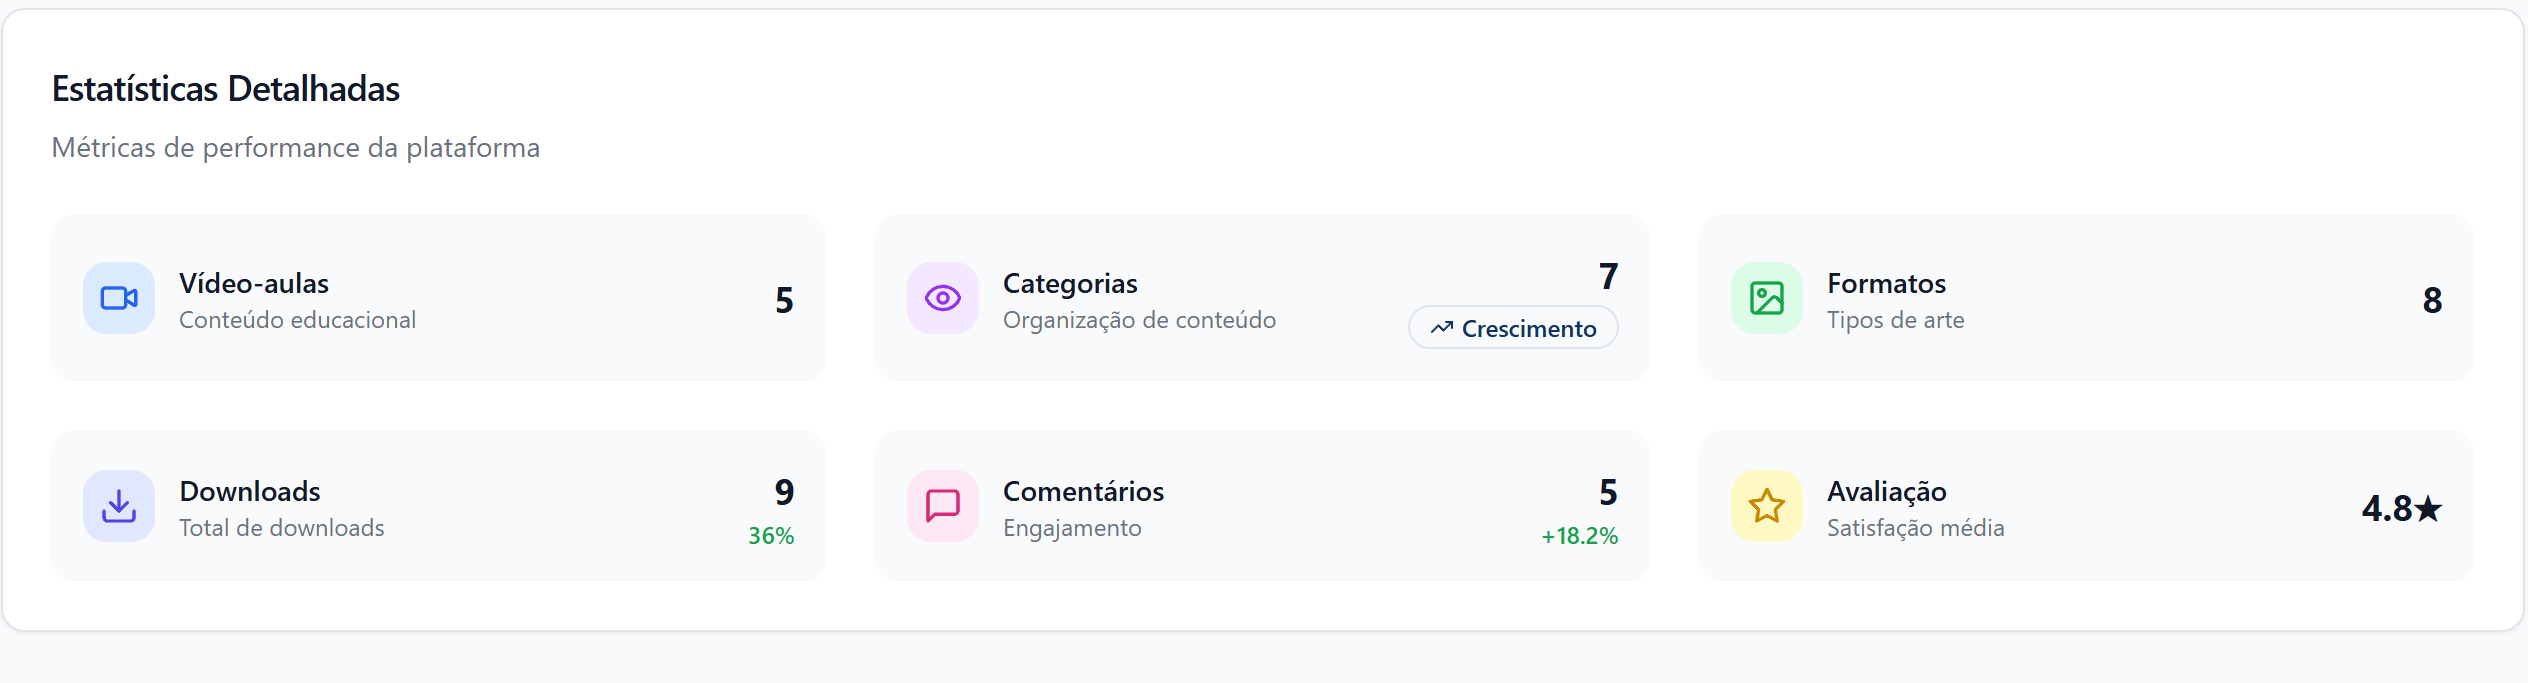 Estatísticas Detalhadas
Métricas de performance da plataforma
Vídeo-aulas
Conteúdo educacional
5
Categorias
Organização de conteúdo
7
Crescimento
Formatos
Tipos de arte
8
Downloads
Total de downloads
9
36%
Comentários
Engajamento
5
+18.2%
Avaliação
Satisfação média
4.8★